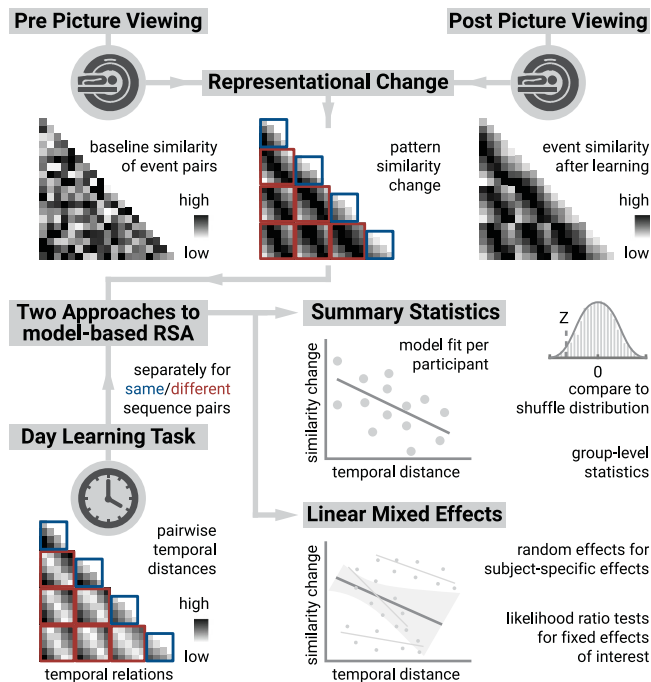 Pre Picture Viewing
Post Picture Viewing
Representational Change
baseline similarity
of event pairs
high
low
pattern
similarity
change
event similarity
after learning
high
low
Two Approaches to
model-based RSA
separately for
same/different
sequence pairs
Day Learning Task
pairwise
temporal
distances
high
low
temporal relations
Summary Statistics
model fit per
participant
similarity change
temporal distance
Z
0
compare to
shuffle distribution
group-level
statistics
Linear Mixed Effects
similarity change
temporal distance
random effects for
subject-specific effects
likelihood ratio tests
for fixed effects
of interest